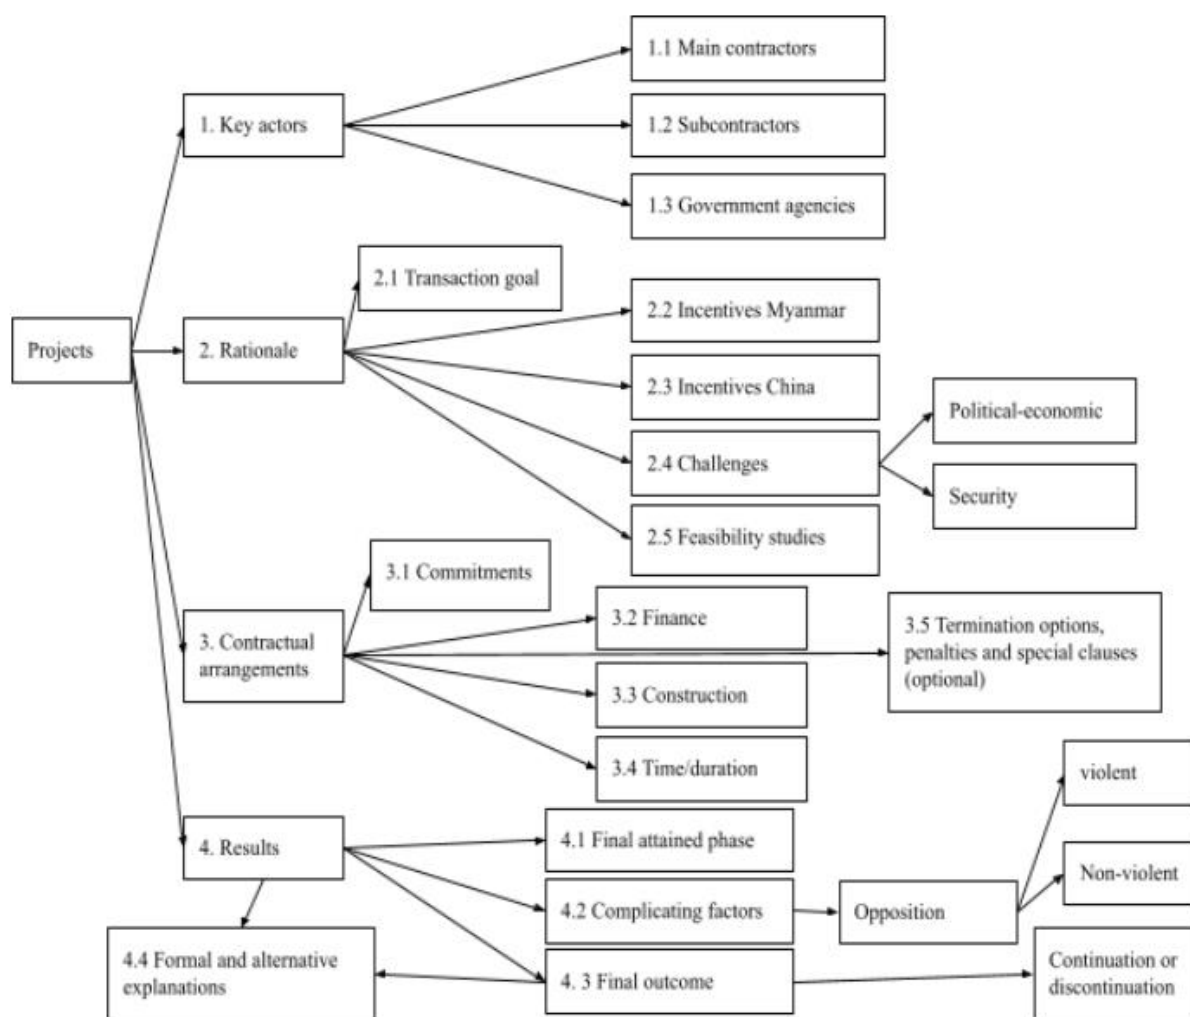 1.1 Main contractors
1. Key actors
1.2 Subcontractors
1.3 Government agencies
2.1 Transaction goal
2.2 Incentives Myanmar
Projects
2. Rationale
2.3 Incentives China
Political-economic
2.4 Challenges
Security
2.5 Feasibility studies
3.1 Commitments
3.2 Finance
3.5 Termination options,
penalties and special clauses
(optional)
3. Contractual
arrangements
3.3 Construction
3.4 Time/duration
violent
4. Results
4.1 Final attained phase
Non-violent
4.2 Complicating factors
Opposition
4.4 Formal and alternative
explanations
4. 3 Final outcome
Continuation or
discontinuation